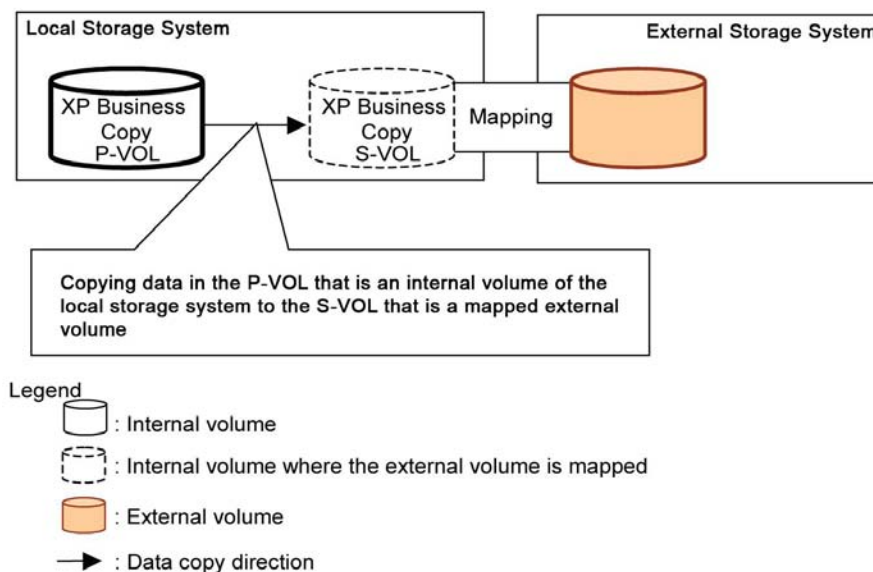 Local Storage System
External Storage System
XP Business
Copy
P-VOL
XP Business
Copy
S-VOL
Mapping
Copying data in the P-VOL that is an internal volume of the
local storage system to the S-VOL that is a mapped external
volume
Legend
: Internal volume
: Internal volume where the external volume is mapped
: External volume
: Data copy direction